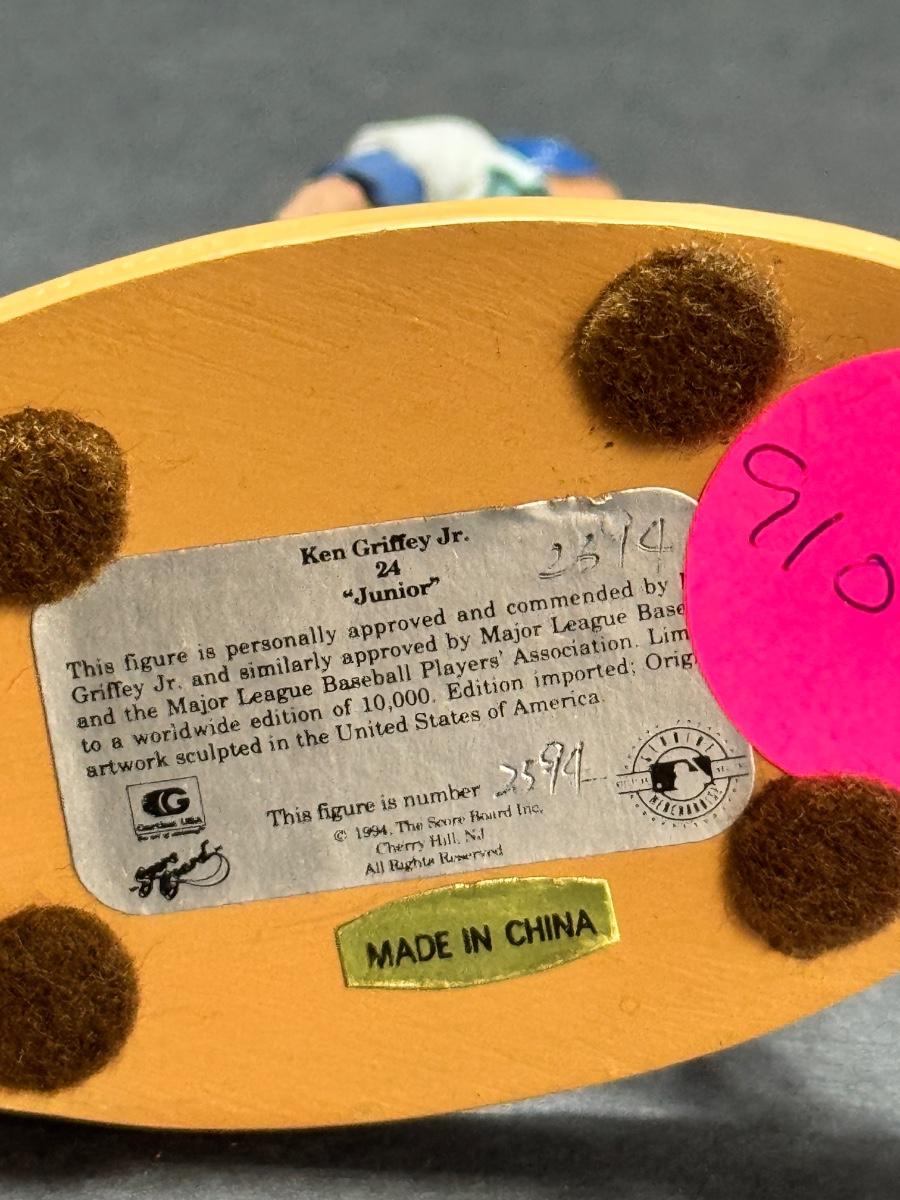 Ken Griffey Jr.
24
“Junior”
This figure is personally approved and commended by
Griffey Jr. and similarly approved by Major League Base
and the Major League Baseball Players’ Association. Lim
to a worldwide edition of 10,000. Edition imported; Orig
artwork sculpted in the United States of America.
This figure is number 2594
© 1994, The Score Board Inc.
Cherry Hill, NJ
All Rights Reserved
GENUINE
MERCHANDISE
MADE IN CHINA
910